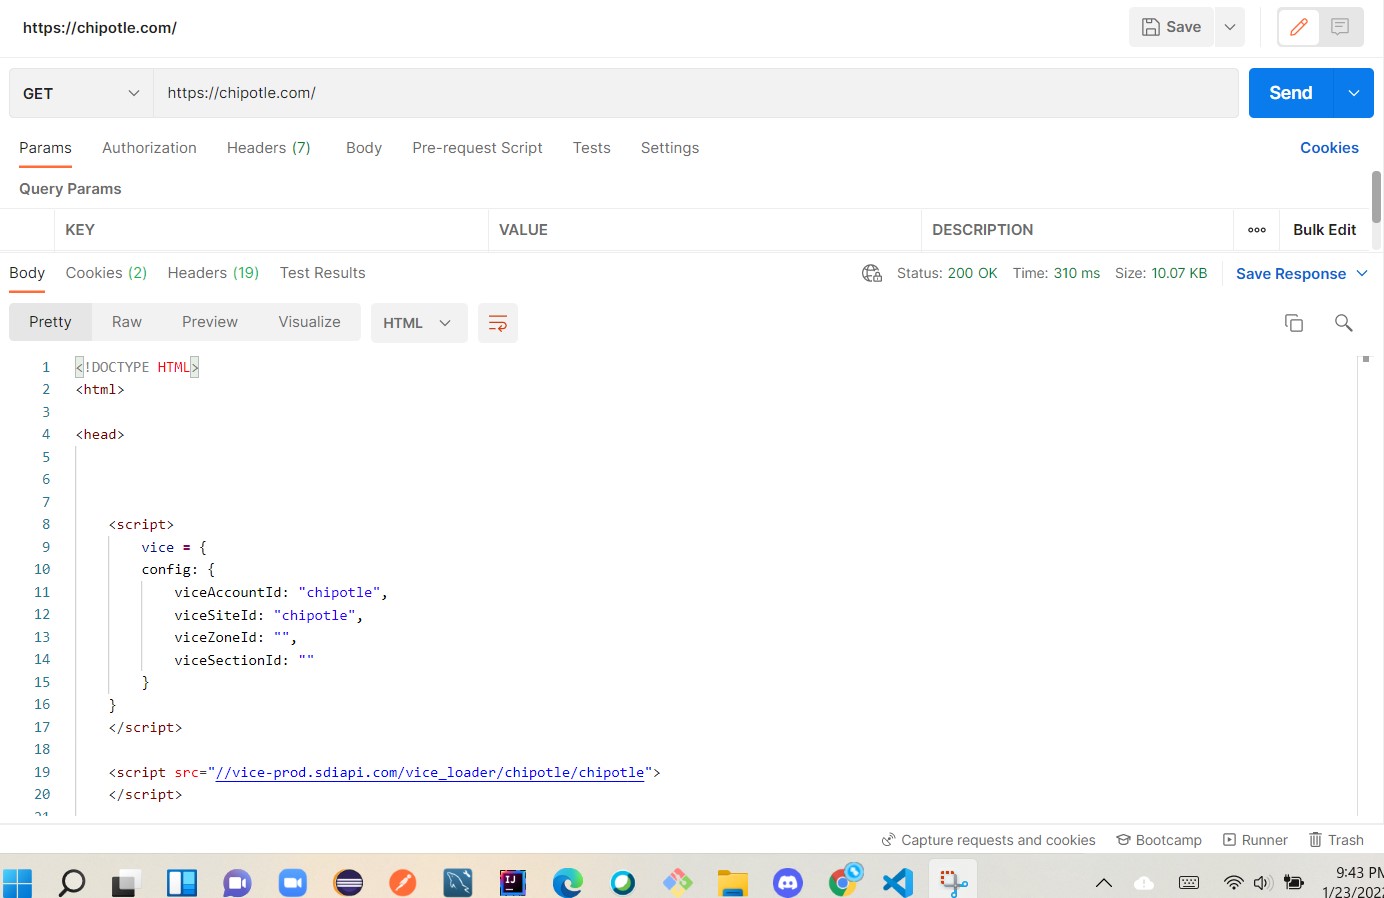 https://chipotle.com/
Save
GET https://chipotle.com/ Send
Params Authorization Headers (7) Body Pre-request Script Tests Settings Cookies
Query Params
KEY VALUE DESCRIPTION Bulk Edit
Body Cookies (2) Headers (19) Test Results Status: 200 OK Time: 310 ms Size: 10.07 KB Save Response
Pretty Raw Preview Visualize HTML
1 <!DOCTYPE HTML>
2 <html>
3
4 <head>
5
6
7
8 <script>
9 vice = {
10 config: {
11 viceAccountId: "chipotle",
12 viceSiteId: "chipotle",
13 viceZoneId: "",
14 viceSectionId: ""
15 }
16 }
17 </script>
18
19 <script src="//vice-prod.sdiapi.com/vice_loader/chipotle/chipotle">
20 </script>
Capture requests and cookies Bootcamp Runner Trash
9:43 PM
1/23/2022